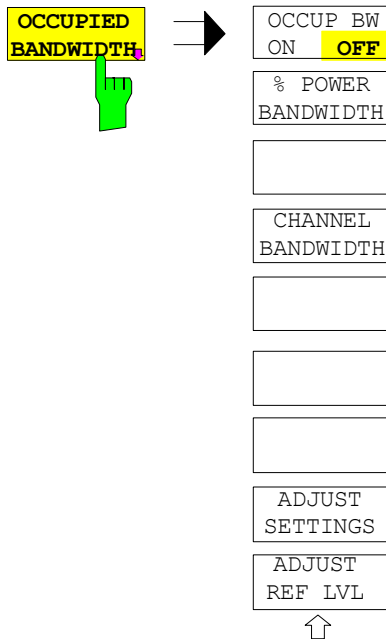 OCCUPIED
BANDWIDTH
OCCUP BW
ON OFF
% POWER
BANDWIDTH
CHANNEL
BANDWIDTH
ADJUST
SETTINGS
ADJUST
REF LVL